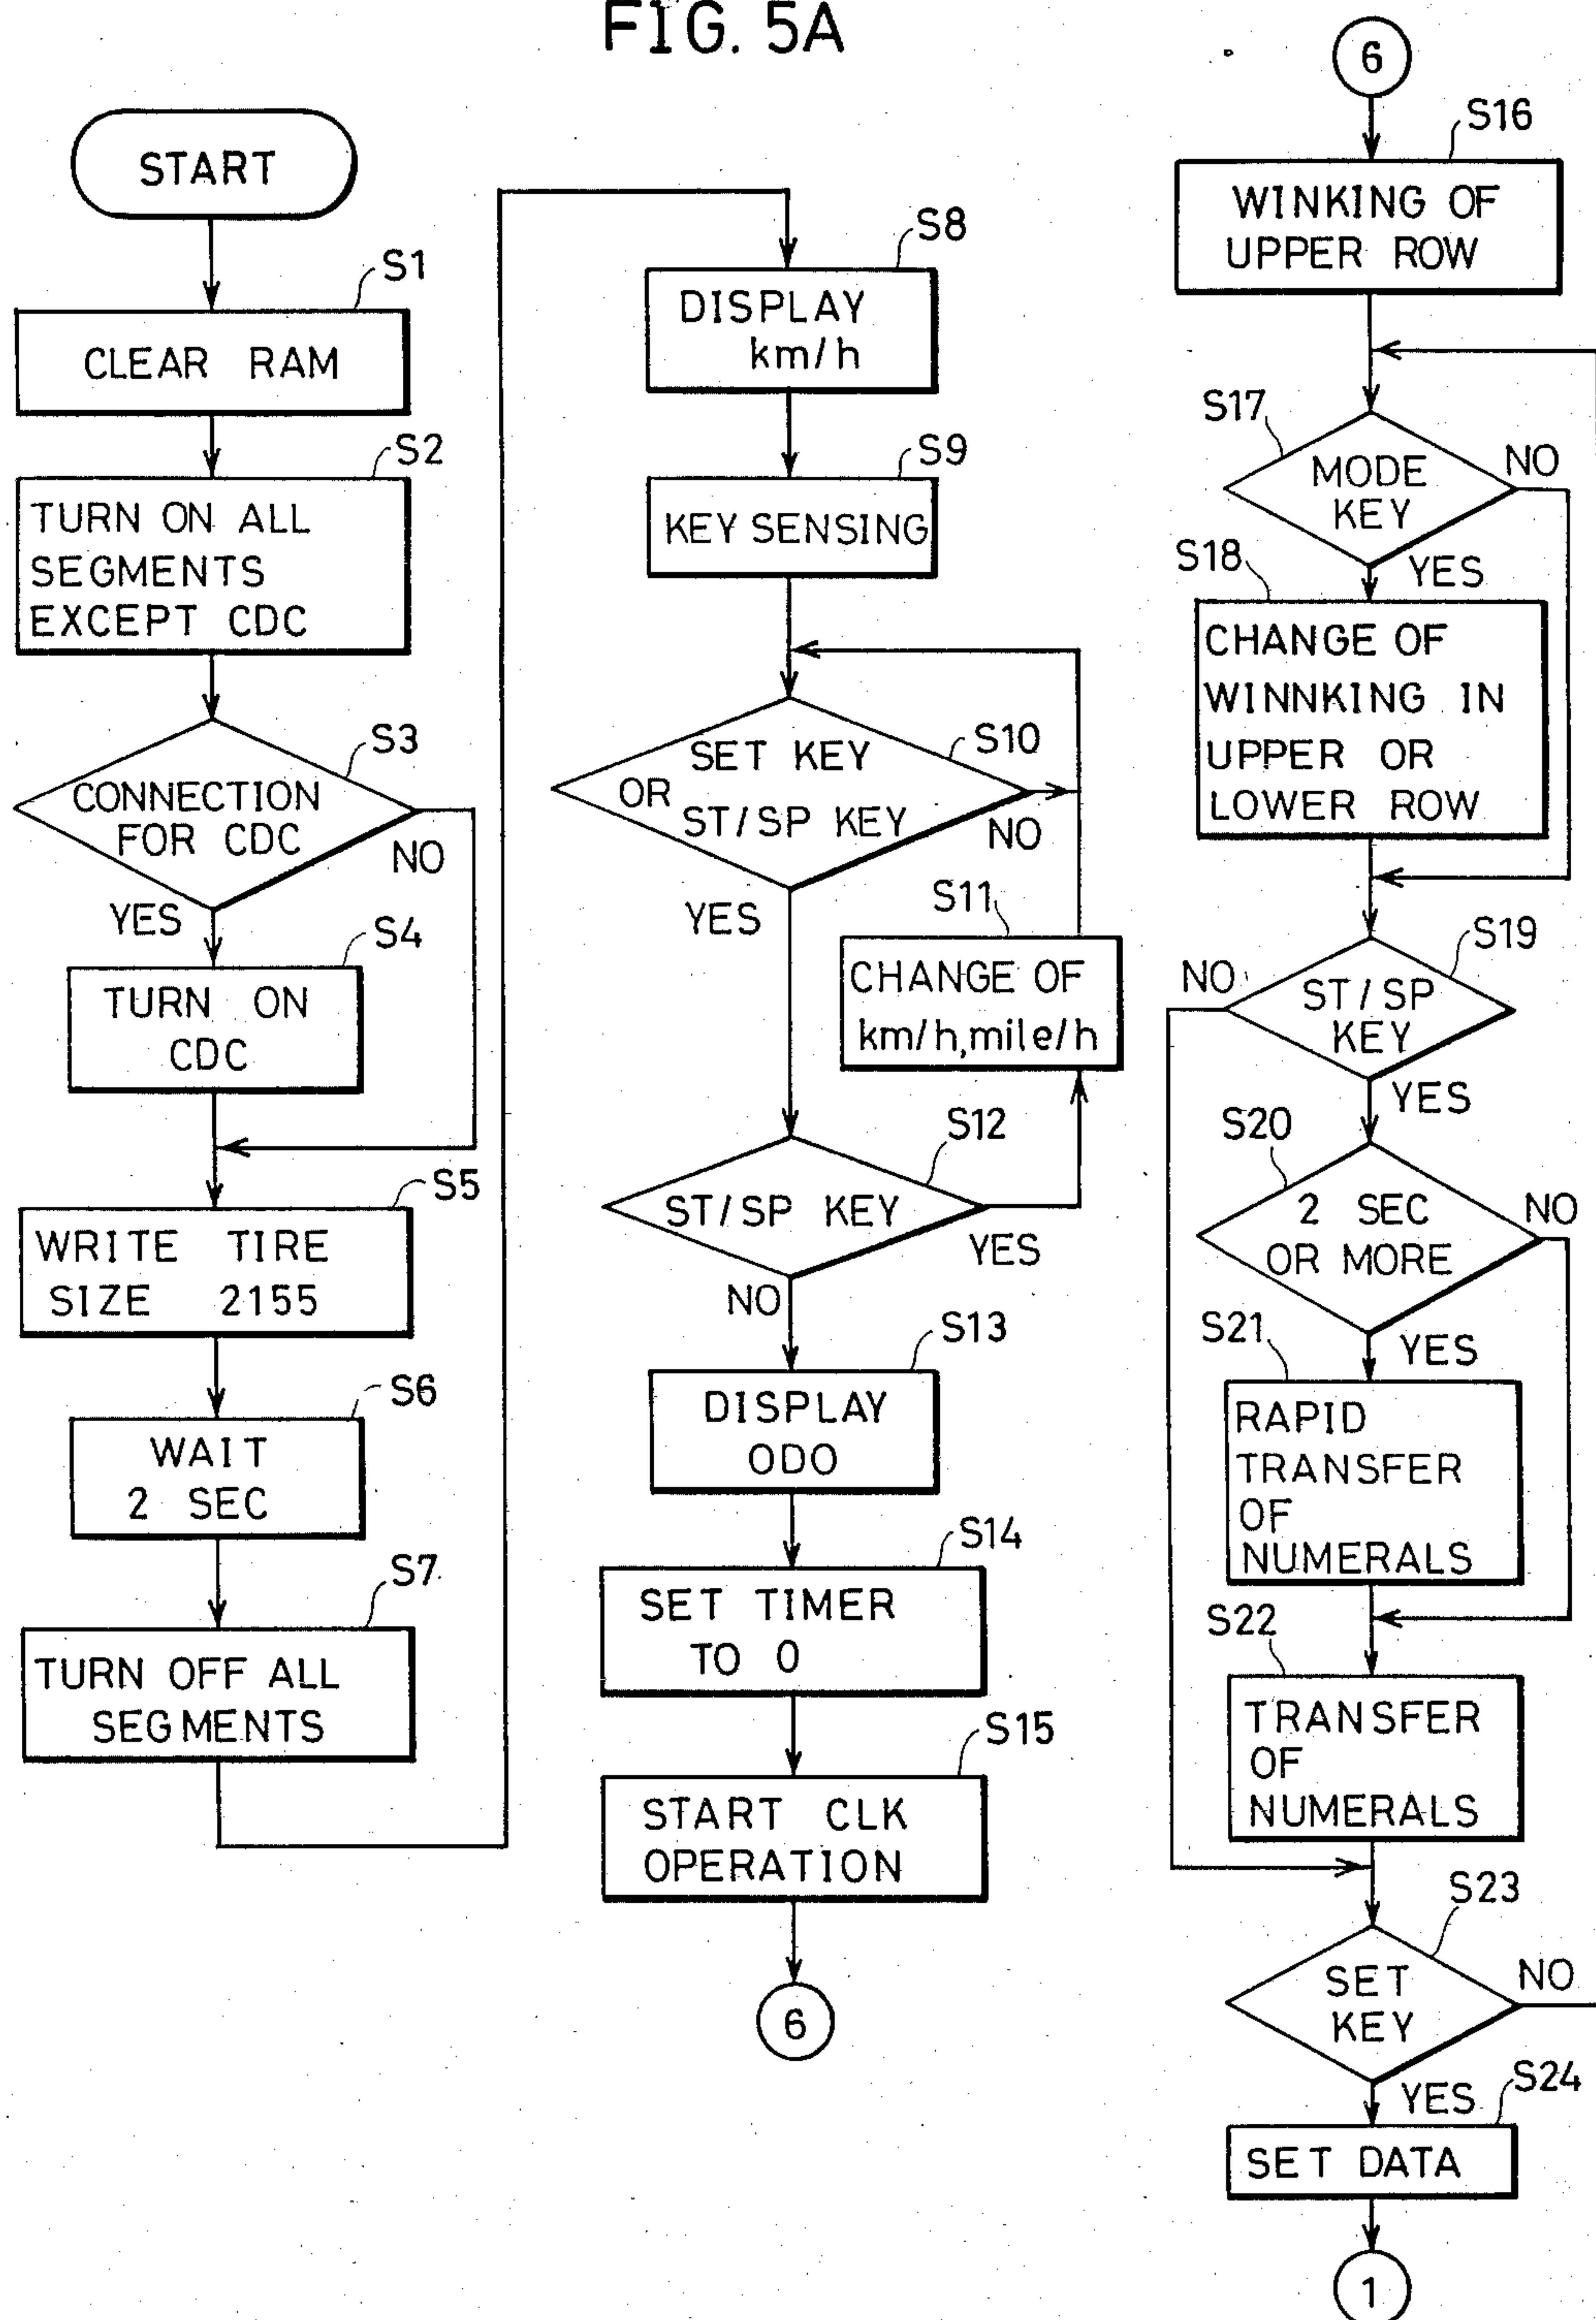 FIG. 5A
START
S1
CLEAR RAM
S2
TURN ON ALL
SEGMENTS
EXCEPT CDC
S3
CONNECTION
FOR CDC
NO
YES
S4
TURN ON
CDC
S5
WRITE TIRE
SIZE 2155
S6
WAIT
2 SEC
S7
TURN OFF ALL
SEGMENTS
S8
DISPLAY
km/h
S9
KEY SENSING
S10
SET KEY
OR
ST/SP KEY
NO
YES
S11
CHANGE OF
km/h,mile/h
S12
ST/SP KEY
YES
NO
S13
DISPLAY
ODO
S14
SET TIMER
TO 0
S15
START CLK
OPERATION
6
6
S16
WINKING OF
UPPER ROW
S17
MODE
KEY
NO
YES
S18
CHANGE OF
WINNKING IN
UPPER OR
LOWER ROW
S19
NO
ST/SP
KEY
YES
S20
2 SEC
OR MORE
NO
YES
S21
RAPID
TRANSFER
OF
NUMERALS
S22
TRANSFER
OF
NUMERALS
S23
SET
KEY
NO
YES
S24
SET DATA
1